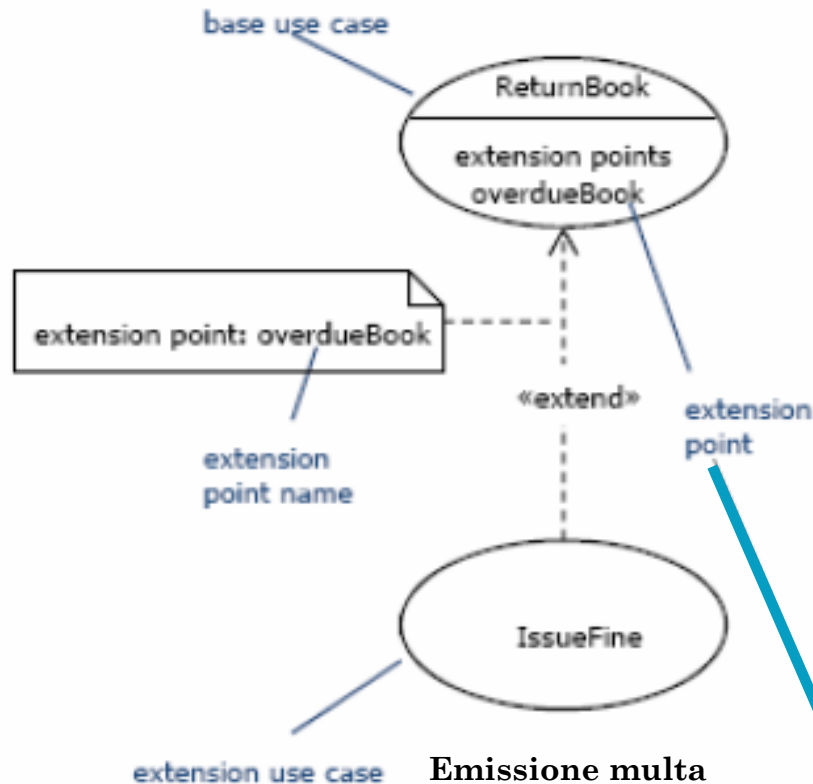 base use case
ReturnBook
extension points
overdueBook
extension point: overdueBook
«extend»
extension
point
extension
point name
IssueFine
extension use case
Emissione multa